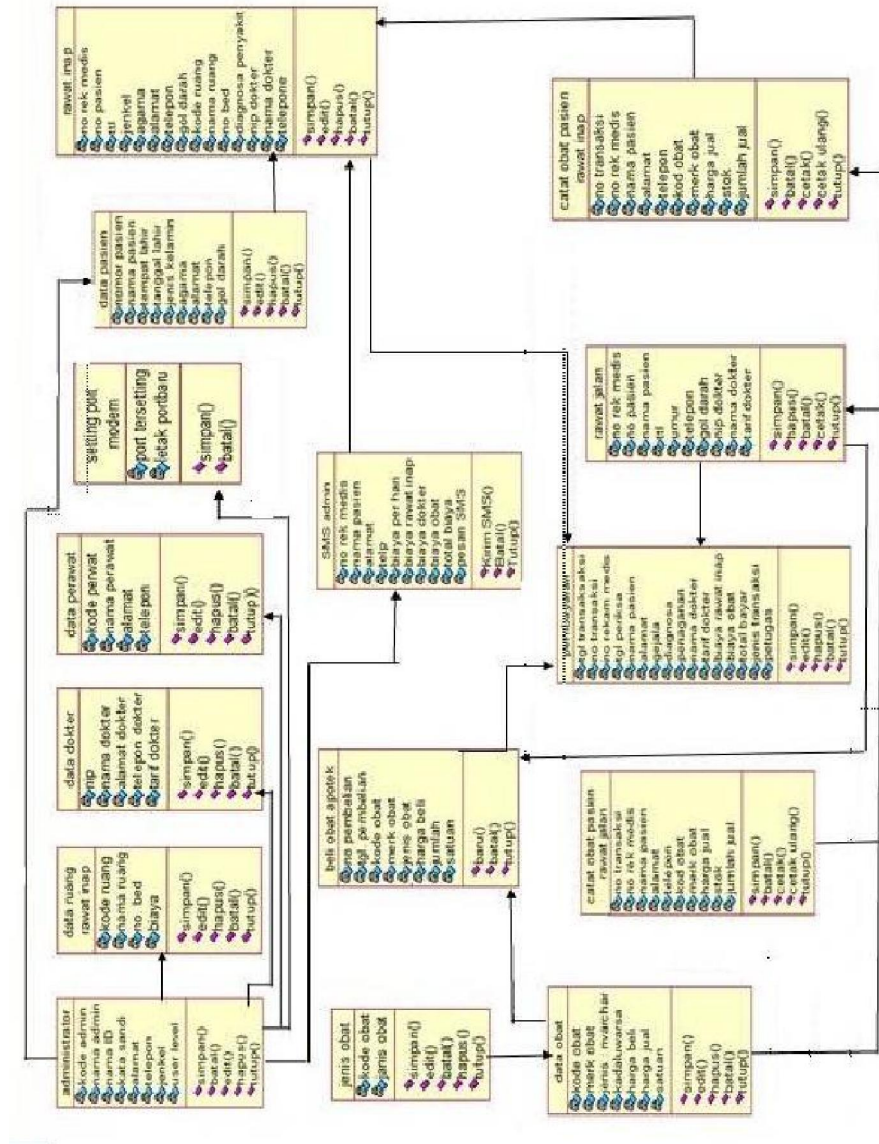 administrator
kode admin
nama admin
nama ID
kata sandi
alamat
telepon
jenkel
user level
simpan()
batal()
edit()
hapus()
tutup()
data ruang
rawat inap
kode ruang
nama ruang
no bed
biaya
simpan()
edit()
hapus()
batal()
tutup()
data dokter
nip
nama dokter
alamat dokter
telepon dokter
tarif dokter
simpan()
edit()
hapus()
batal()
tutup()
data perawat
kode perwat
nama perawat
alamat
telepon
simpan()
edit()
hapus()
batal()
tutup()
setting port
modem
port tersetting
letak portbaru
simpan()
batal()
data pasien
nomor pasien
nama pasien
tempat lahir
tanggal lahir
jenis kelamin
agama
alamat
telepon
gol darah
simpan()
edit()
hapus()
batal()
tutup()
rawat inap
no rek medis
no pasien
ttl
jenkel
agama
alamat
telepon
gol darah
kode ruang
nama ruang
no bed
diagnosa penyakit
nip dokter
nama dokter
telepone
simpan()
edit()
hapus()
batal()
tutup()
jenis obat
kode obat
janis obat
simpan()
edit()
batal()
hapus()
tutup()
beli obat apotek
no pembelian
tgl pembelian
kode obat
merk obat
jenis obat
harga beli
jumlah
satuan
baru()
batal()
tutup()
SMS admin
no rek medis
nama pasien
alamat
telp
biaya per hari
biaya rawat inap
biaya dokter
biaya obat
total biaya
pesan SMS
Kirim SMS()
Batal()
Tutup()
data obat
kode obat
merk obat
jenis nvarchar
kadaluwarsa
harga beli
harga jual
satuan
simpan()
edit()
hapus()
batal()
tutup()
catat obat pasien
rawat jalan
no transaksi
no rek medis
nama pasien
alamat
telepon
kod obat
merk obat
harga jual
stok
jumlah jual
simpan()
batal()
cetak()
cetak ulang()
tutup()
tgl transaksaksi
no transaksi
no rekam medis
tgl periksa
nama pasien
alamat
gejala
diagnosa
penaganan
nama dokter
tarif dokter
biaya rawat inap
biaya obat
total bayar
jenis transaksi
petugas
simpan()
edit()
hapus()
batal()
tutup()
rawat jalan
no rek medis
no pasien
nama pasien
ttl
umur
telepon
gol darah
nip dokter
nama dokter
tarif dokter
simpan()
hapus()
batal()
cetak()
tutup()
catat obat pasien
rawat inap
no transaksi
no rek medis
nama pasien
alamat
telepon
kod obat
merk obat
harga jual
stok
jumlah jual
simpan()
batal()
cetak()
cetak ulang()
tutup()